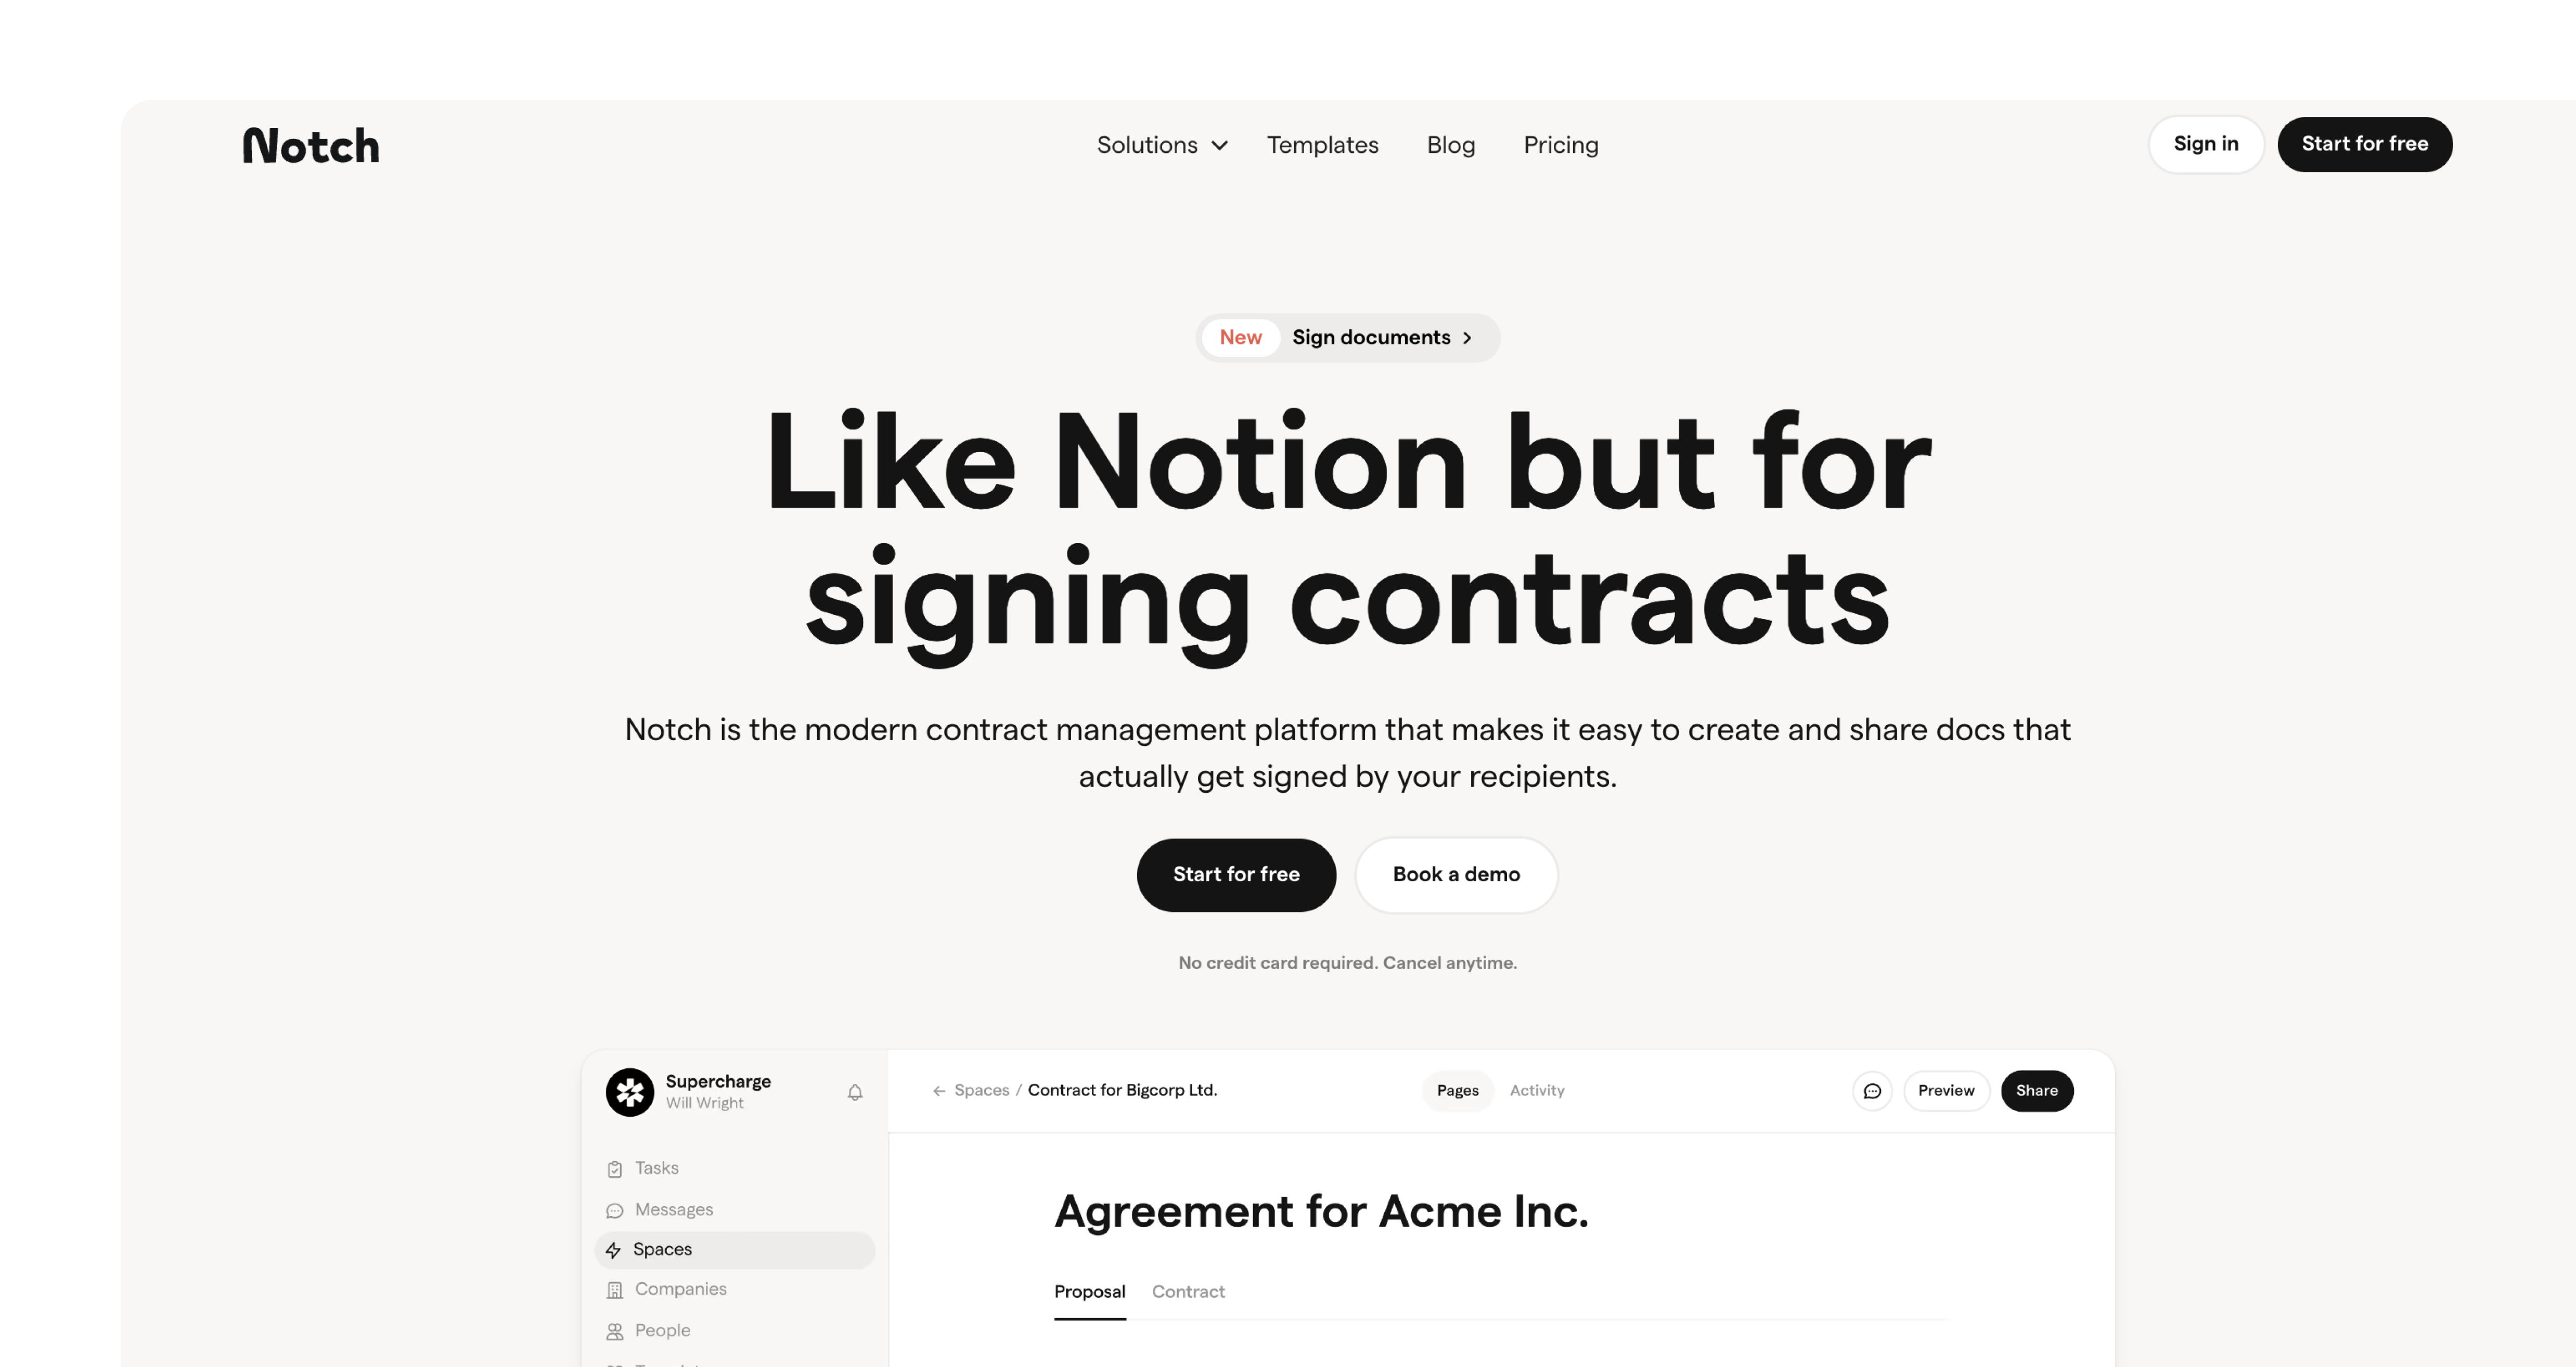 Notch
Solutions
Templates
Blog
Pricing
Sign in
Start for free
New
Sign documents
Like Notion but for
signing contracts
Notch is the modern contract management platform that makes it easy to create and share docs that
actually get signed by your recipients.
Start for free
Book a demo
No credit card required. Cancel anytime.
Supercharge
Will Wright
Spaces / Contract for Bigcorp Ltd.
Pages
Activity
Preview
Share
Tasks
Messages
Spaces
Companies
People
Agreement for Acme Inc.
Proposal
Contract